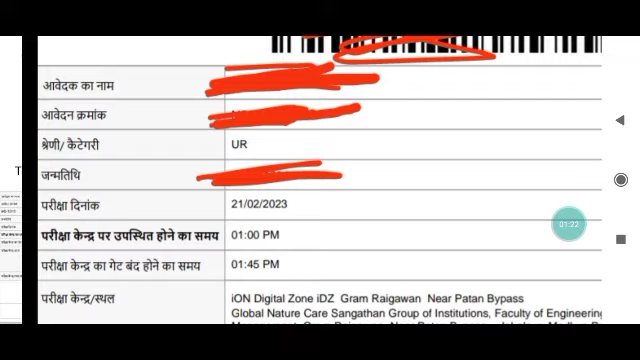 आवेदक का नाम
आवेदन क्रमांक
श्रेणी/ कैटेगरी UR
जन्मतिथि
परीक्षा दिनांक 21/02/2023
परीक्षा केन्द्र पर उपस्थित होने का समय 01:00 PM
01:22
परीक्षा केन्द्र का गेट बंद होने का समय 01:45 PM
परीक्षा केन्द्र/स्थल iON Digital Zone iDZ Gram Raigawan Near Patan Bypass
Global Nature Care Sangathan Group of Institutions, Faculty of Engineering